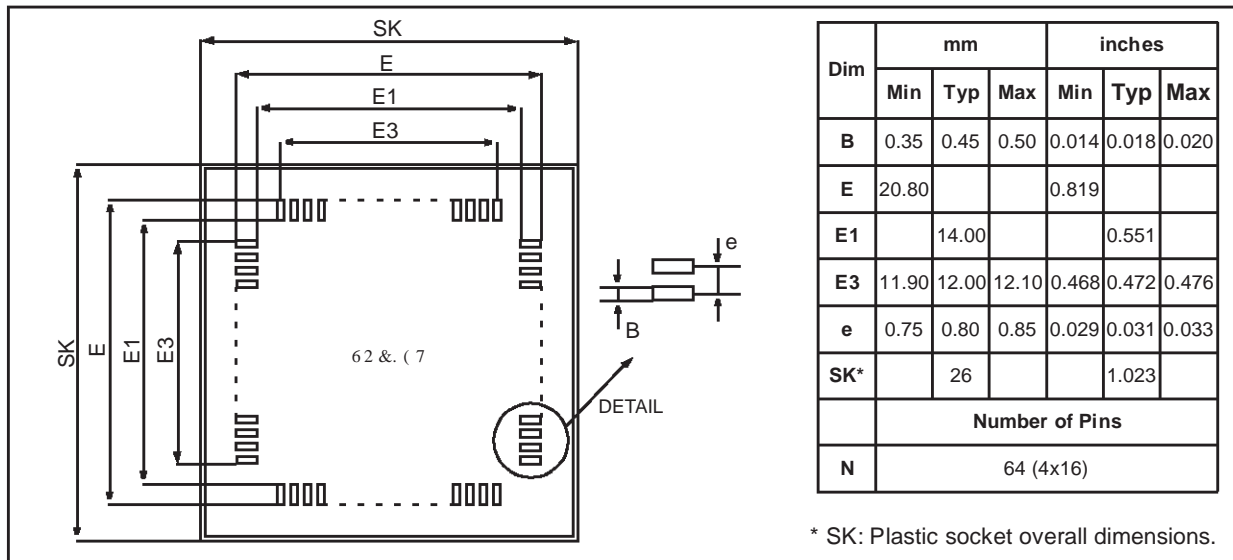 SK
E
E1
E3
SK
E
E1
E3
62 &. ( 7
e
B
DETAIL
Dim mm inches
Min Typ Max Min Typ Max
B 0.35 0.45 0.50 0.014 0.018 0.020
E 20.80 0.819
E1 14.00 0.551
E3 11.90 12.00 12.10 0.468 0.472 0.476
e 0.75 0.80 0.85 0.029 0.031 0.033
SK* 26 1.023
Number of Pins
N 64 (4x16)
* SK: Plastic socket overall dimensions.